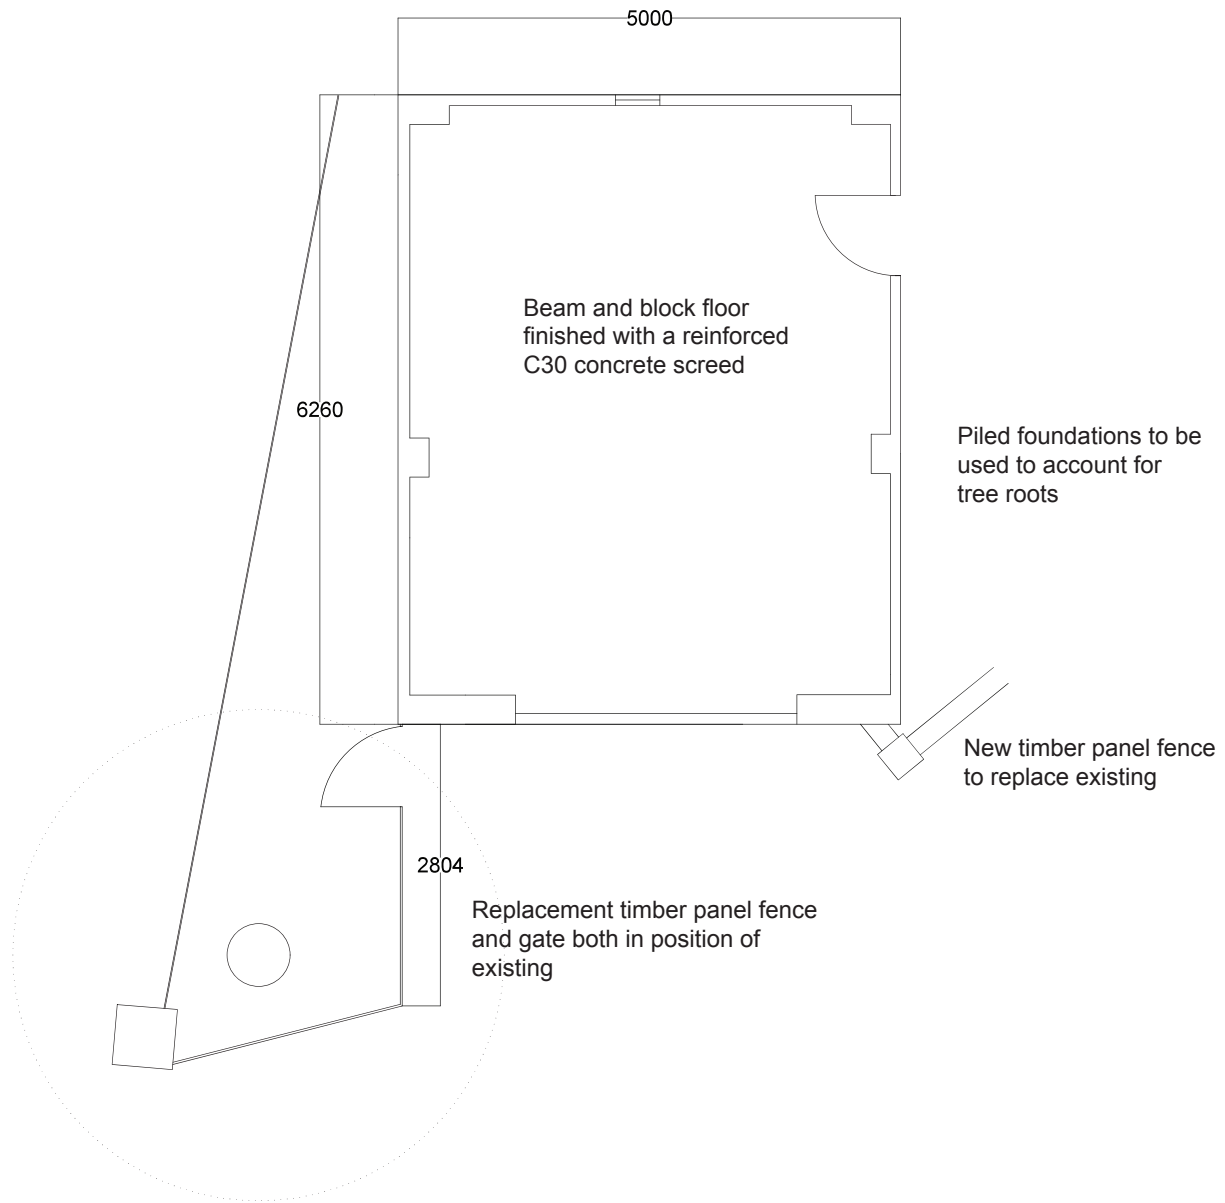 5000
Beam and block floor
finished with a reinforced
C30 concrete screed
6260
Piled foundations to be
used to account for
tree roots
New timber panel fence
to replace existing
2804
Replacement timber panel fence
and gate both in position of
existing